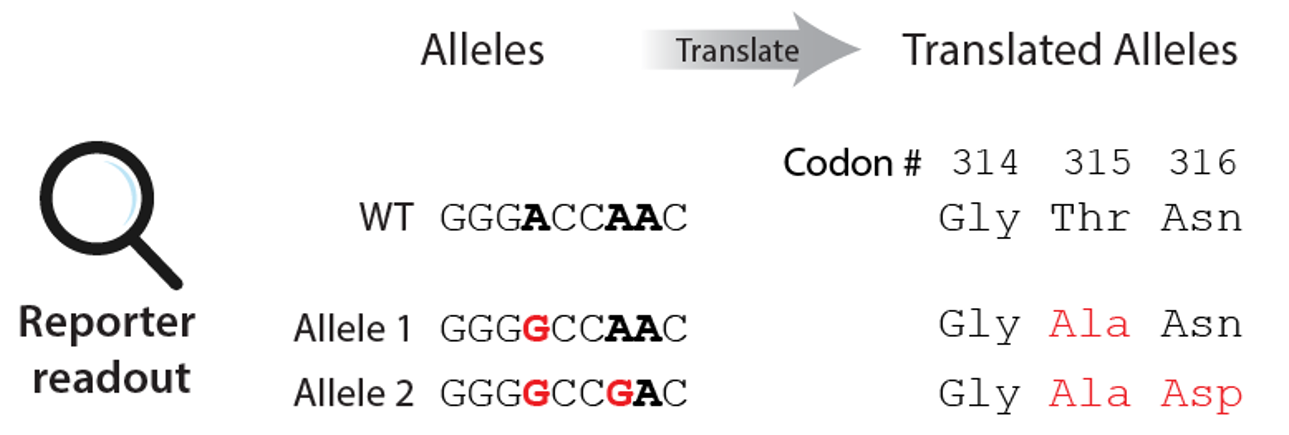 Alleles Translate Translated Alleles
Codon # 314 315 316
WT GGGACCAAC Gly Thr Asn
Reporter readout
Allele 1 GGGGCCAAC Gly Ala Asn
Allele 2 GGGGCCGAC Gly Ala Asp